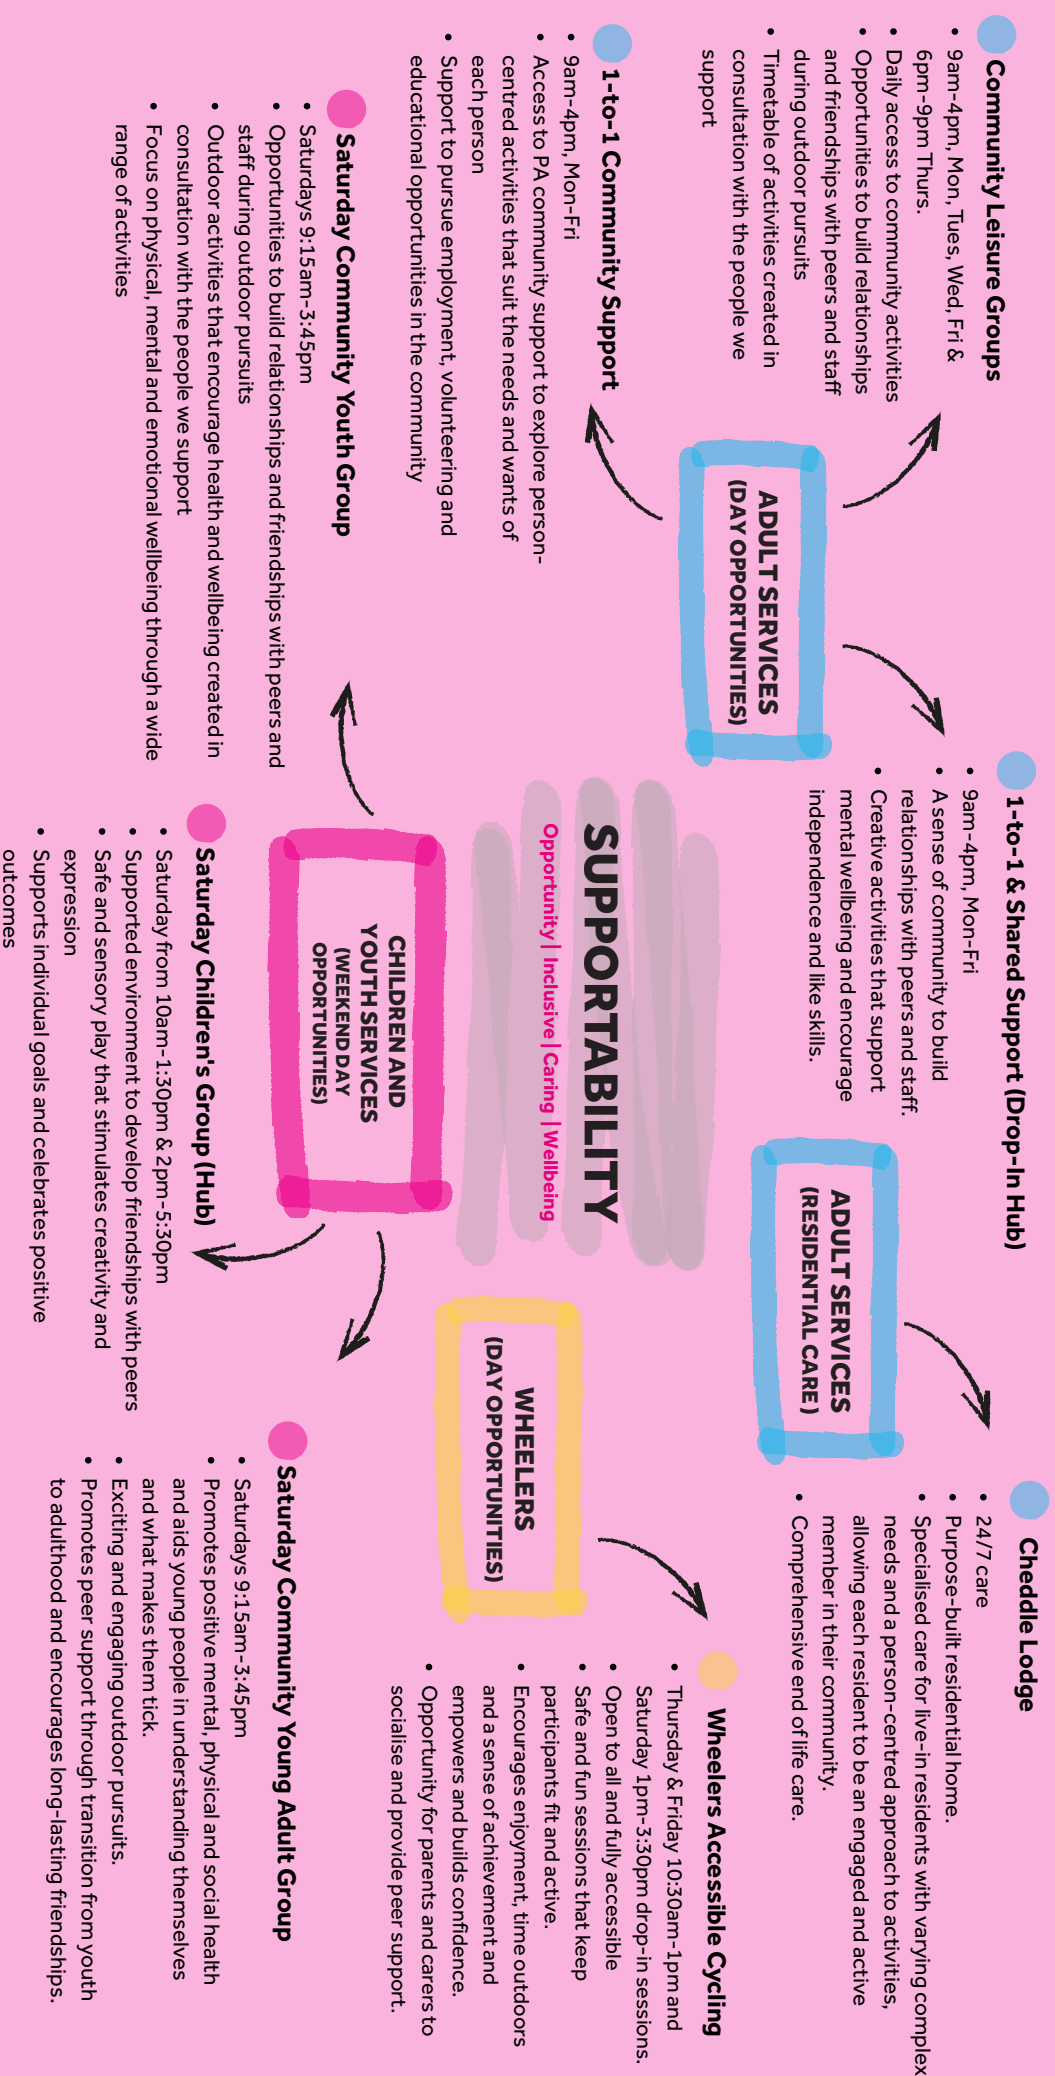 Community Leisure Groups
9am-4pm, Mon, Tues, Wed, Fri &
6pm-9pm Thurs.
Daily access to community activities
Opportunities to build relationships
and friendships with peers and staff
during outdoor pursuits
Timetable of activities created in
consultation with the people we
support
1-to-1 Community Support
9am-4pm, Mon-Fri
Access to PA community support to explore person-
centred activities that suit the needs and wants of
each person
Support to pursue employment, volunteering and
educational opportunities in the community
ADULT SERVICES
(DAY OPPORTUNITIES)
1-to-1 & Shared Support (Drop-In Hub)
9am-4pm, Mon-Fri
A sense of community to build
relationships with peers and staff.
Creative activities that support
mental wellbeing and encourage
independence and like skills.
ADULT SERVICES
(RESIDENTIAL CARE )
Cheddle Lodge
24/7 care
Purpose-built residential home.
Specialised care for live-in residents with varying complex
needs and a person-centred approach to activities,
allowing each resident to be an engaged and active
member in their community.
Comprehensive end of life care.
SUPPORTABILITY
Opportunity | Inclusive | Caring | Wellbeing
WHEELERS
(DAY OPPORTUNITIES)
Wheelers Accessible Cycling
Thursday & Friday 10:30am-1pm and
Saturday 1pm-3:30pm drop-in sessions.
Open to all and fully accessible
Safe and fun sessions that keep
participants fit and active.
Encourages enjoyment, time outdoors
and a sense of achievement and
empowers and builds confidence.
Opportunity for parents and carers to
socialise and provide peer support.
Saturday Community Youth Group
Saturdays 9:15am-3:45pm
Opportunities to build relationships and friendships with peers and
staff during outdoor pursuits
Outdoor activities that encourage health and wellbeing created in
consultation with the people we support
Focus on physical, mental and emotional wellbeing through a wide
range of activities
CHILDREN AND
YOUTH SERVICES
(WEEKEND DAY
OPPORTUNITIES)
Saturday Children's Group (Hub)
Saturday from 10am-1:30pm & 2pm-5:30pm
Supported environment to develop friendships with peers
Safe and sensory play that stimulates creativity and
expression
Supports individual goals and celebrates positive
outcomes
Saturday Community Young Adult Group
Saturdays 9:15am-3:45pm
Promotes positive mental, physical and social health
and aids young people in understanding themselves
and what makes them tick.
Exciting and engaging outdoor pursuits.
Promotes peer support through transition from youth
to adulthood and encourages long-lasting friendships.